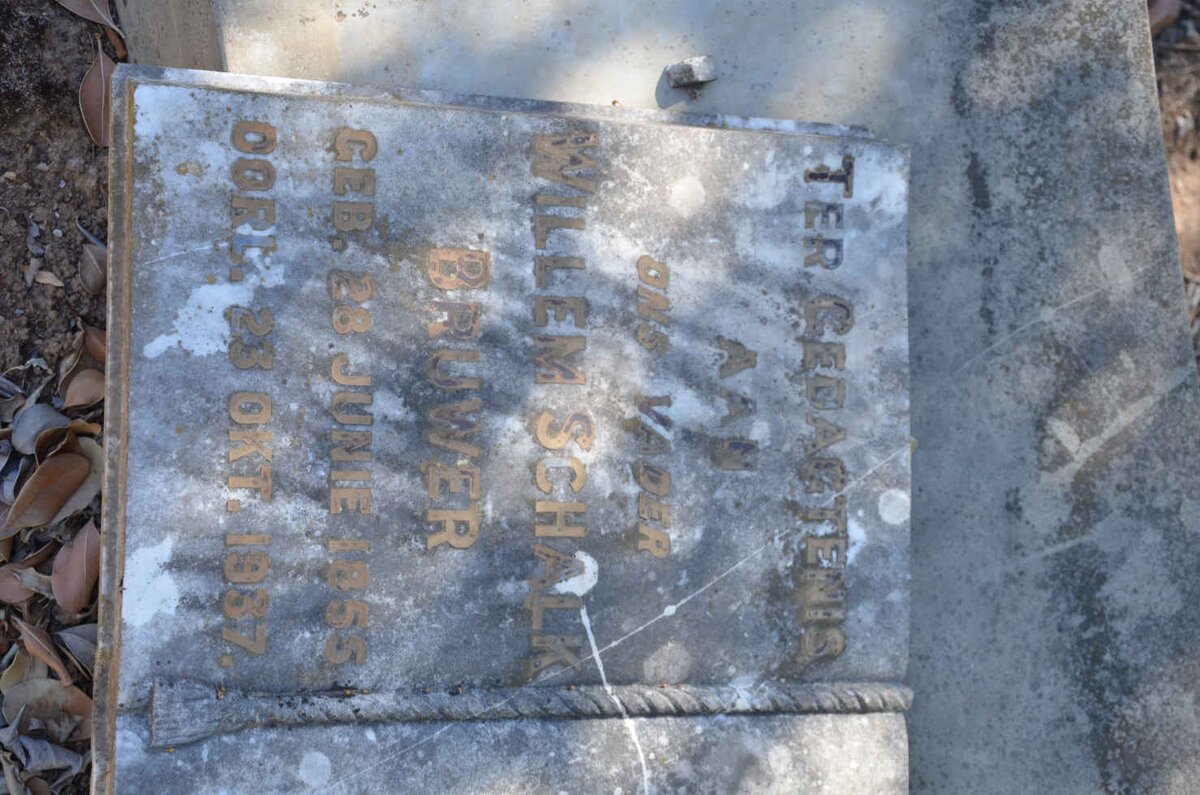 TER GEDAGTENIS
AAN
ONS VADER
WILLEM SCHALK
BRUWER
GEB. 28 JUNIE 1855
OORL. 23 OKT. 1937.